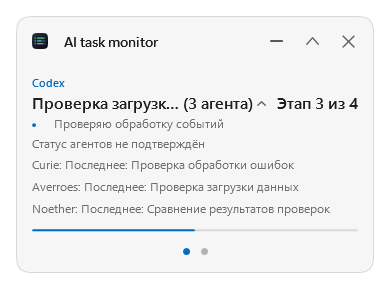 AI task monitor
Codex
Проверка загрузк... (3 агента) Этап 3 из 4
Проверяю обработку событий
Статус агентов не подтверждён
Curie: Последнее: Проверка обработки ошибок
Averroes: Последнее: Проверка загрузки данных
Noether: Последнее: Сравнение результатов проверок